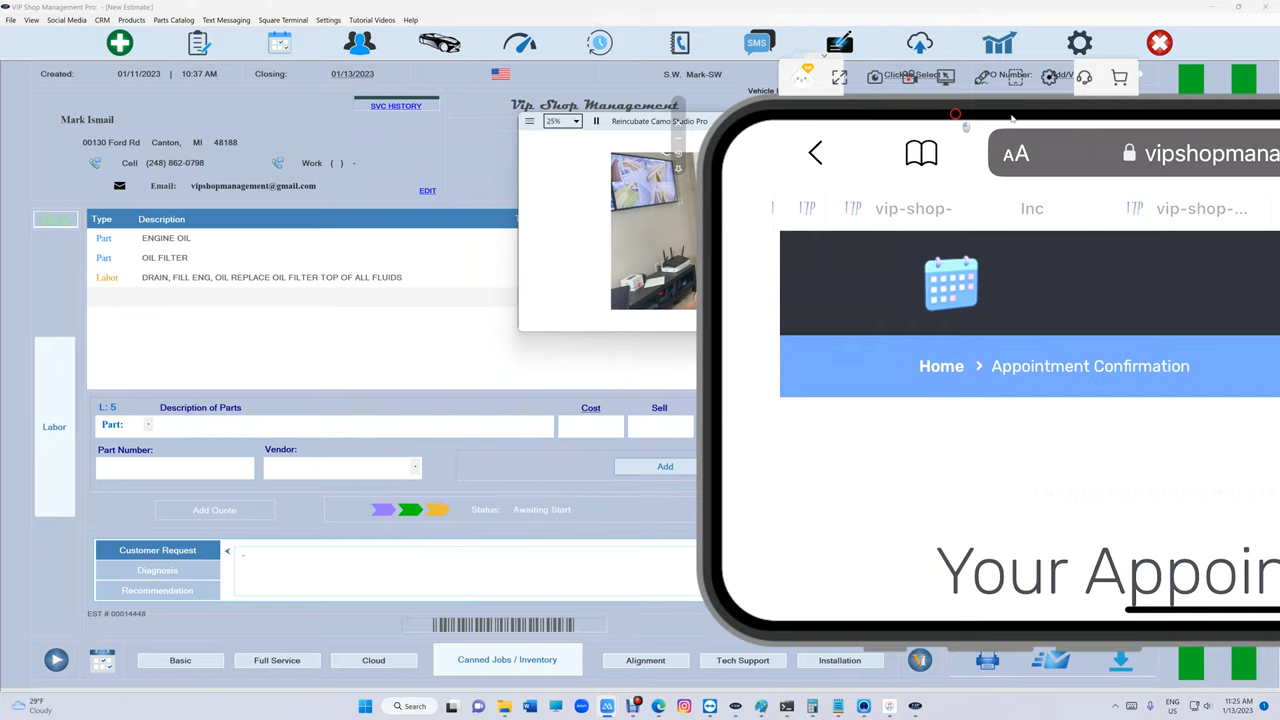 VIP Shop Management Pro: - [New Estimate:]
File View Social Media CRM Products Parts Catalog Text Messaging Square Terminal Settings Tutorial Videos Help
SMS
Created: 01/11/2023 | 10:37 AM Closing: 01/13/2023 S.W. Mark-SW PO Number:
SVC HISTORY
Vip Shop Management
Mark Ismail
25% Reincubate Camo Studio Pro
00130 Ford Rd Canton, MI 48188
Cell (248) 862-0798 Work ( ) -
Email: vipshopmanagement@gmail.com EDIT
AA vipshopmana
VIP VIP vip-shop- Inc VIP vip-shop-...
Type Description
Part ENGINE OIL
Part OIL FILTER
Labor DRAIN, FILL ENG, OIL REPLACE OIL FILTER TOP OF ALL FLUIDS
Home > Appointment Confirmation
L: 5 Description of Parts Cost Sell
Part:
Labor
Part Number: Vendor:
Add
Add Quote Status: Awaiting Start
Your Appoin
Customer Request
Diagnosis
Recommendation
EST # 00014448
Basic Full Service Cloud Canned Jobs / Inventory Alignment Tech Support Installation
29°F
Cloudy
Search
ENG
US
11:25 AM
1/13/2023